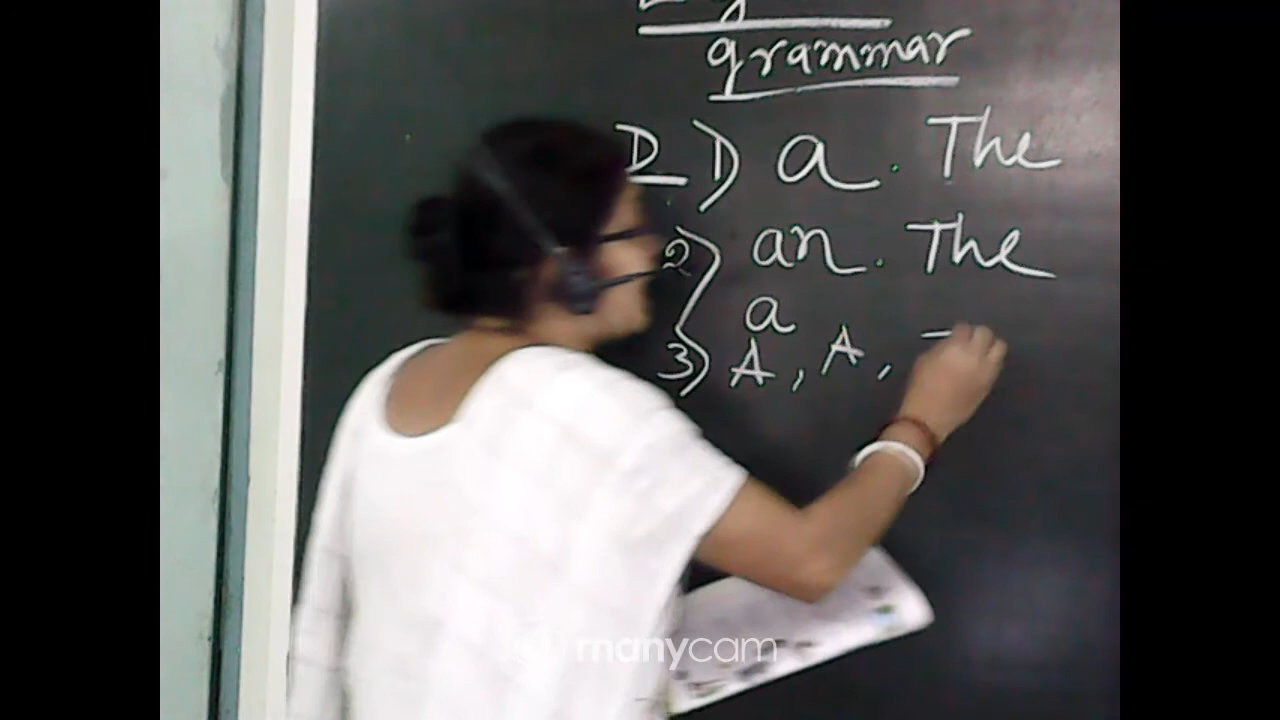 grammar
D 1) a. The
2) an. The
a
3) A, A,
manycam